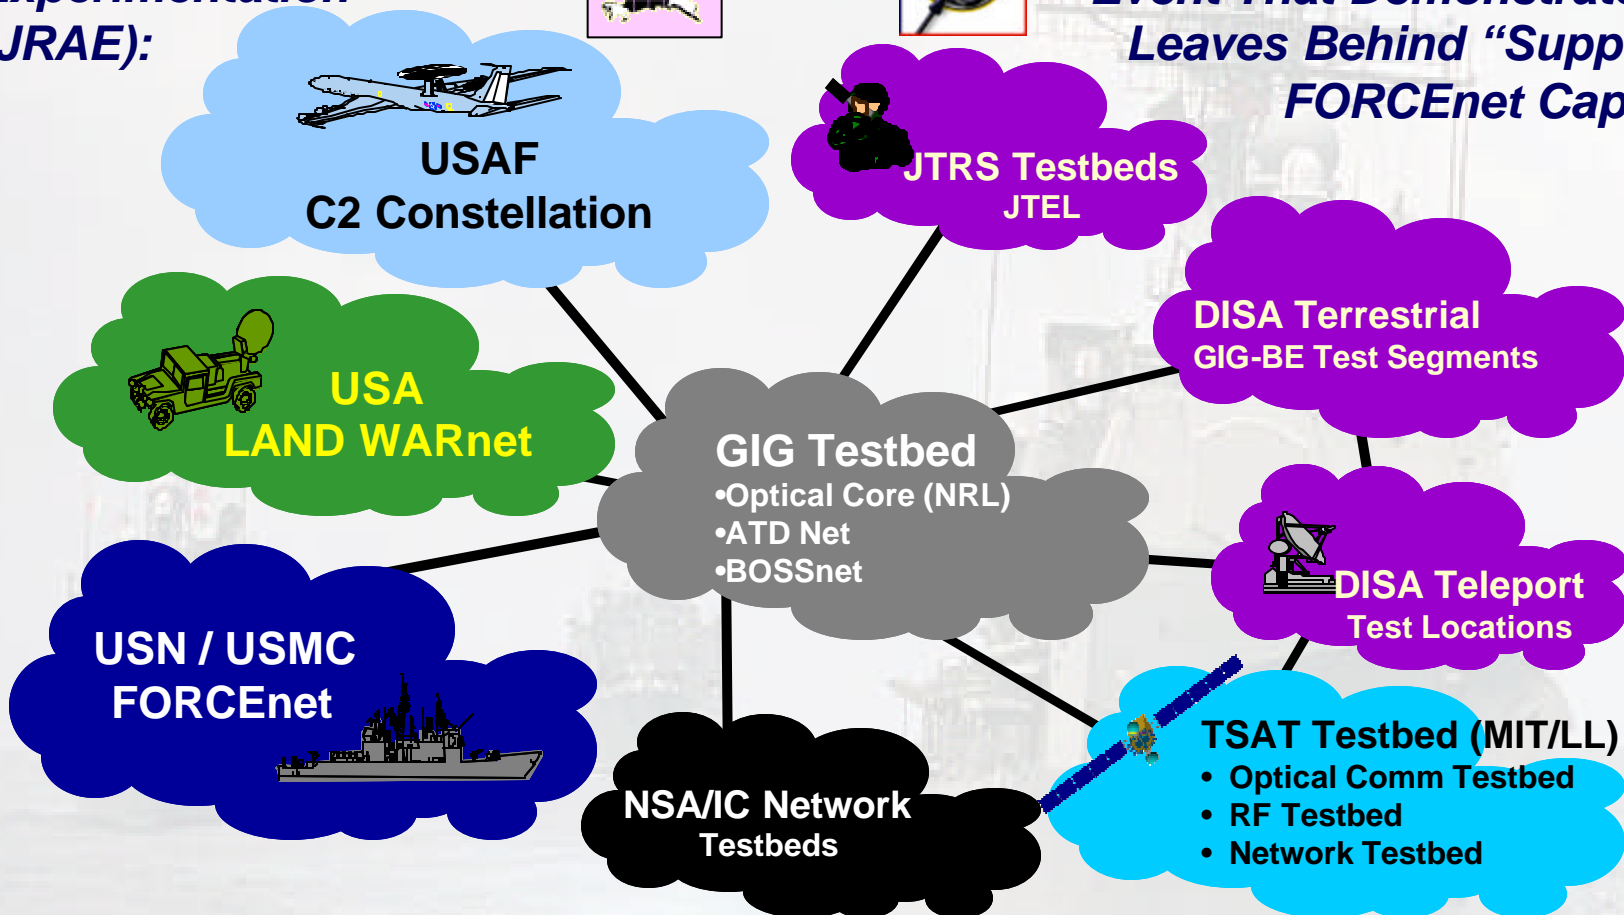 JRAE):
Leaves Behind “Supp
FORCEnet Cap
USAF
C2 Constellation
JTRS Testbeds
JTEL
DISA Terrestrial
GIG-BE Test Segments
USA
LAND WARnet
GIG Testbed
•Optical Core (NRL)
•ATD Net
•BOSSnet
DISA Teleport
Test Locations
USN / USMC
FORCEnet
TSAT Testbed (MIT/LL)
• Optical Comm Testbed
• RF Testbed
• Network Testbed
NSA/IC Network
Testbeds